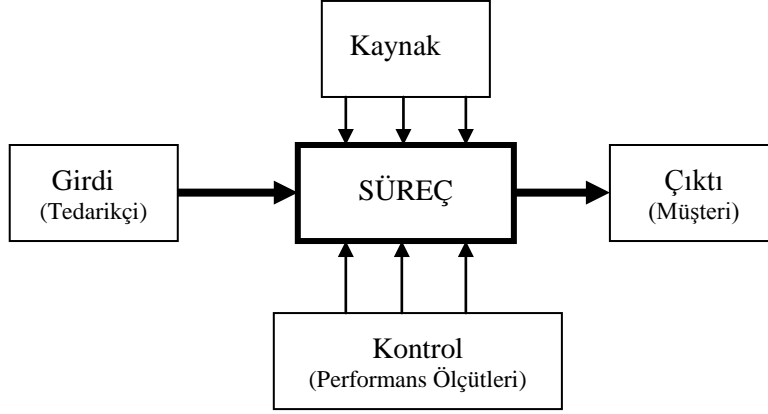 Kaynak
Girdi
(Tedarikçi)
SÜREÇ
Çıktı
(Müşteri)
Kontrol
(Performans Ölçütleri)